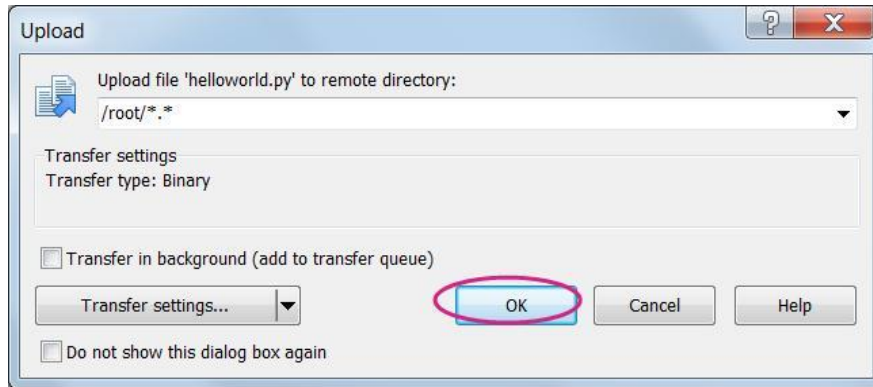 Upload
Upload file 'helloworld.py' to remote directory:
/root/*.*
Transfer settings
Transfer type: Binary
Transfer in background (add to transfer queue)
Transfer settings...
OK
Cancel
Help
Do not show this dialog box again